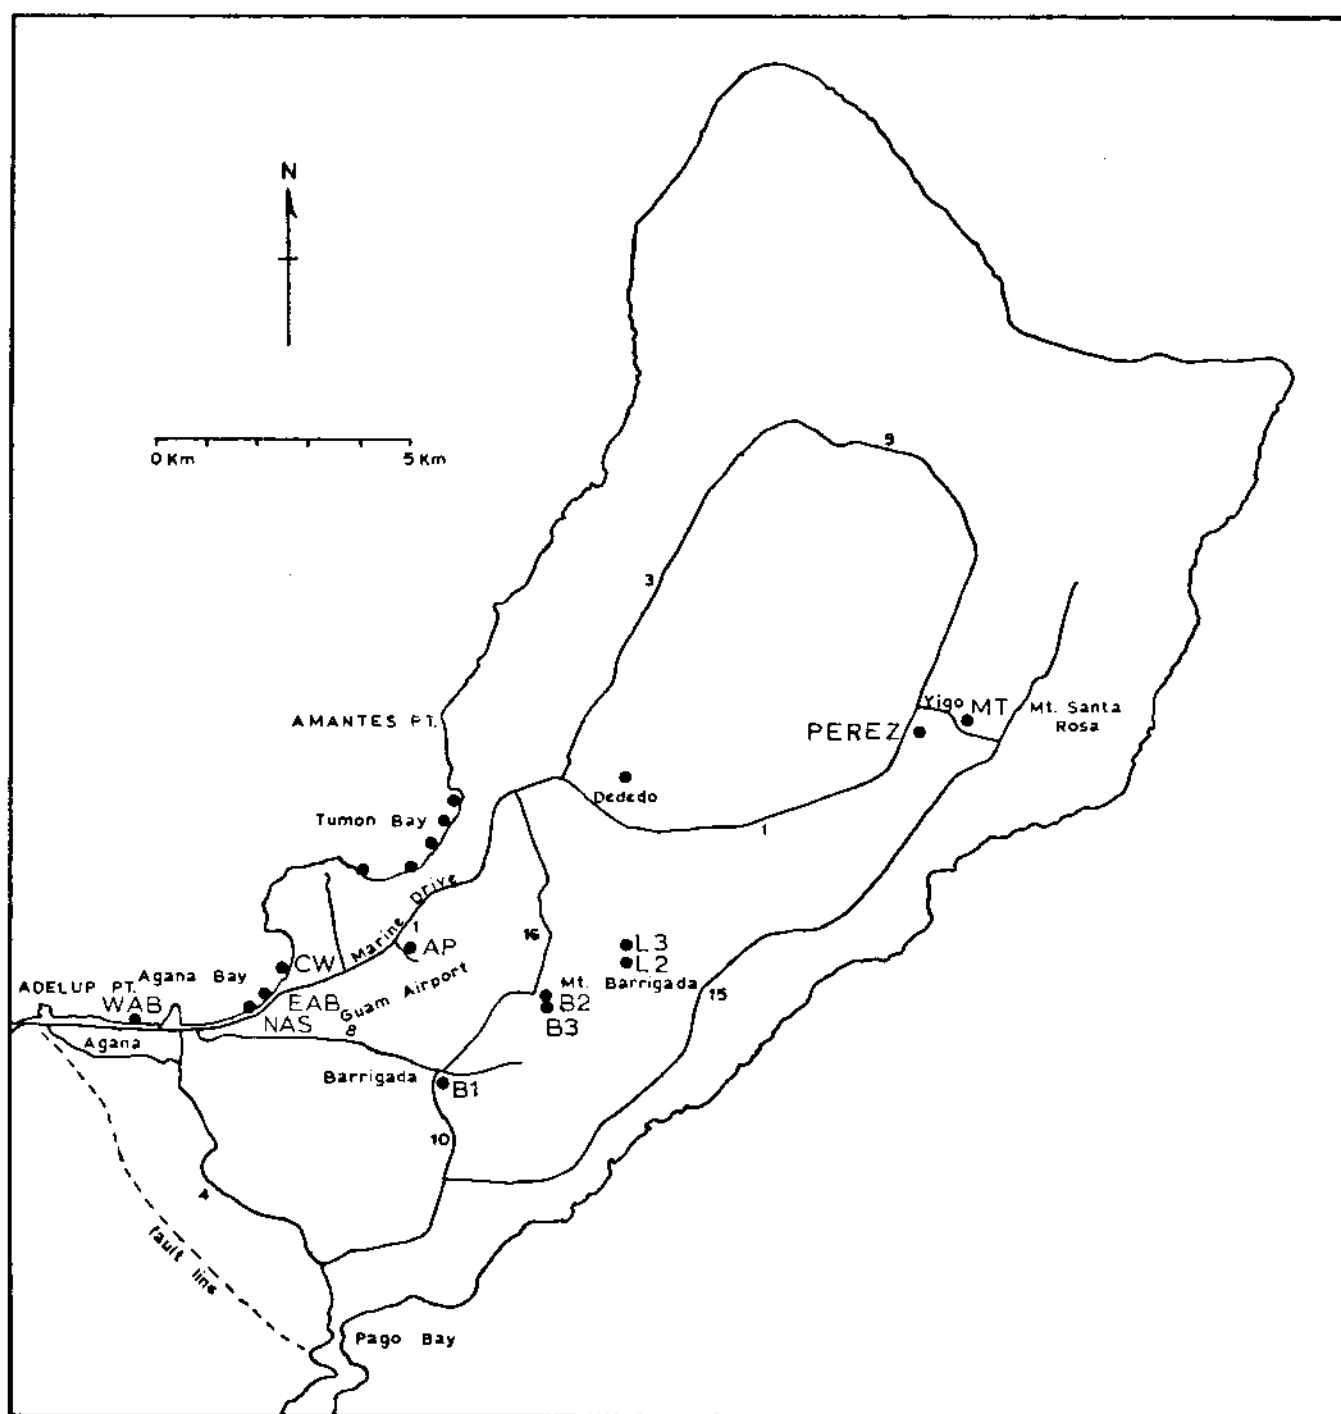 N
0 Km
5 Km
9
3
AMANTES PT.
Yigo
MT
Mt. Santa
Rosa
PEREZ
Dededo
Tumon Bay
1
Marine Drive
1
16
AP
L3
L2
CW
Agana Bay
ADELUP PT.
WAB
EAB
Guam Airport
Mt. Barrigada
15
B2
B3
NAS
8
Agana
Barrigada
B1
10
4
fault line
Pago Bay